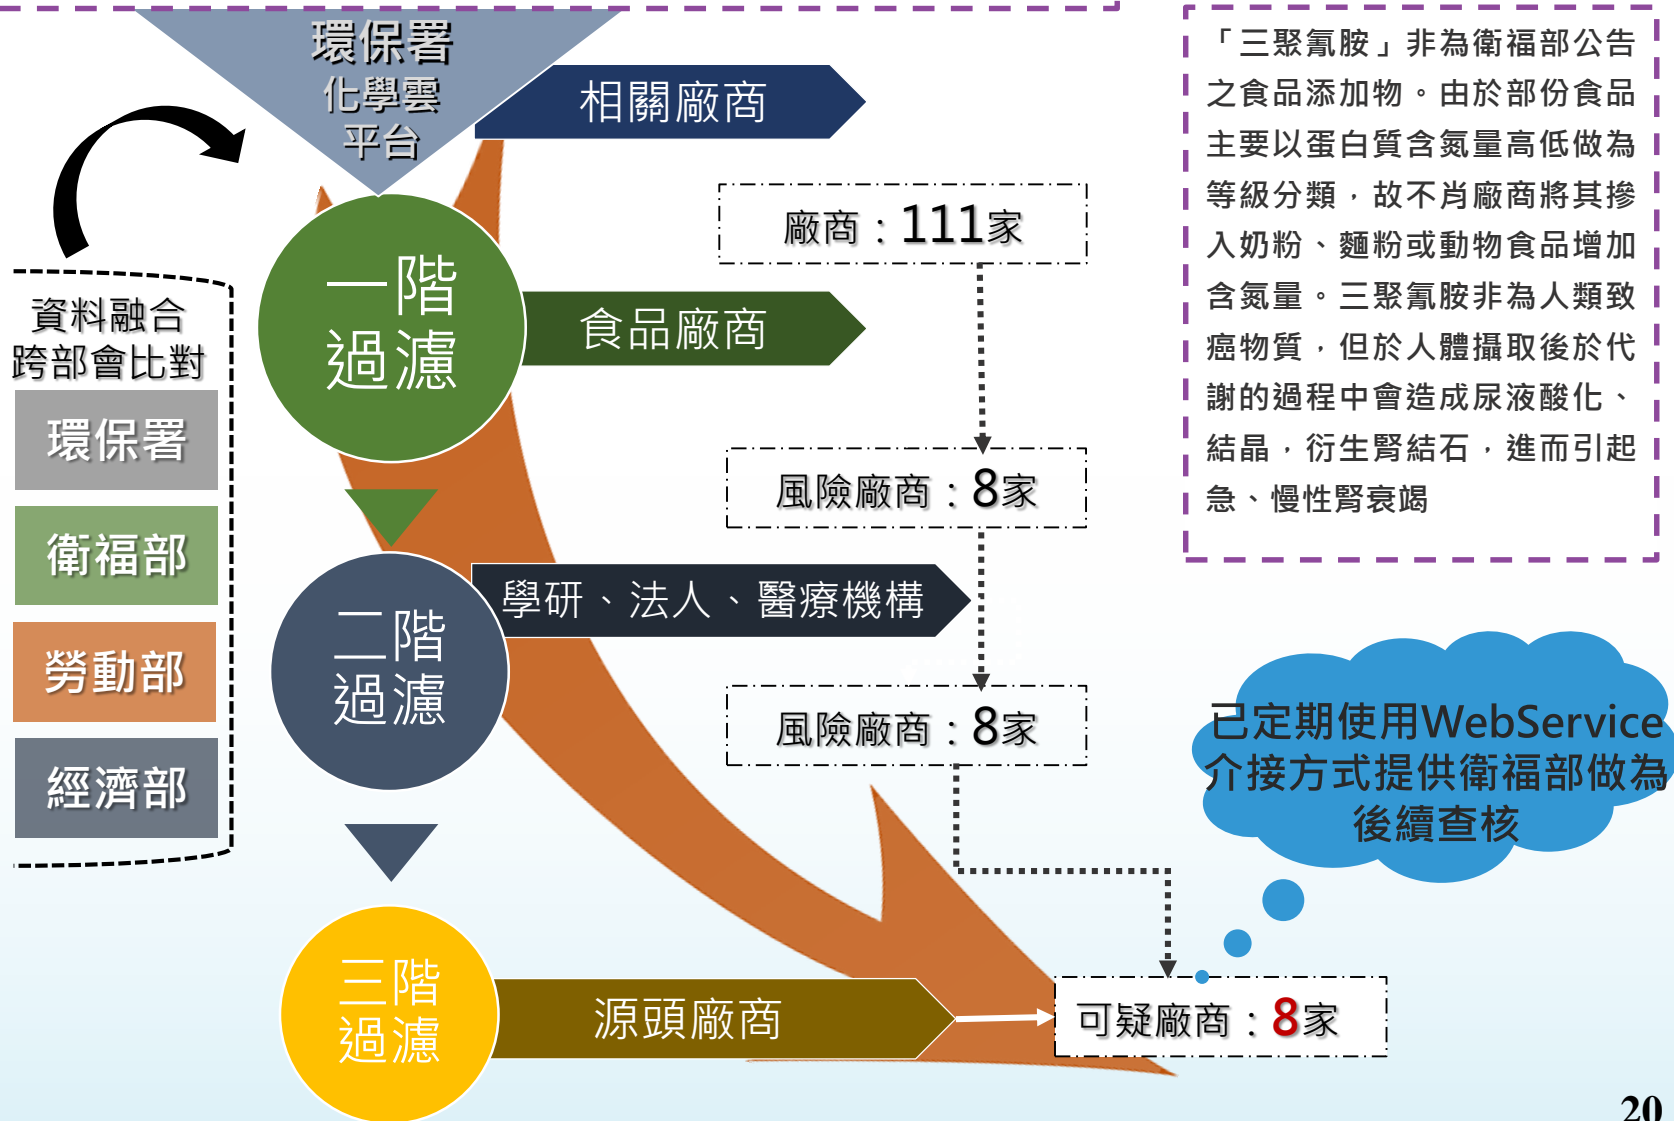 環保署
化學雲
平台
相關廠商
資料融合
跨部會比對
環保署
衛福部
勞動部
經濟部
一階
過濾
食品廠商
二階
過濾
學研、法人、醫療機構
三階
過濾
源頭廠商
廠商：111家
風險廠商：8家
風險廠商：8家
可疑廠商：8家
「三聚氰胺」非為衛福部公告
之食品添加物。由於部份食品
主要以蛋白質含氮量高低做為
等級分類，故不肖廠商將其摻
入奶粉、麵粉或動物食品增加
含氮量。三聚氰胺非為人類致
癌物質，但於人體攝取後於代
謝的過程中會造成尿液酸化、
結晶，衍生腎結石，進而引起
急、慢性腎衰竭
已定期使用WebService
介接方式提供衛福部做為
後續查核
20